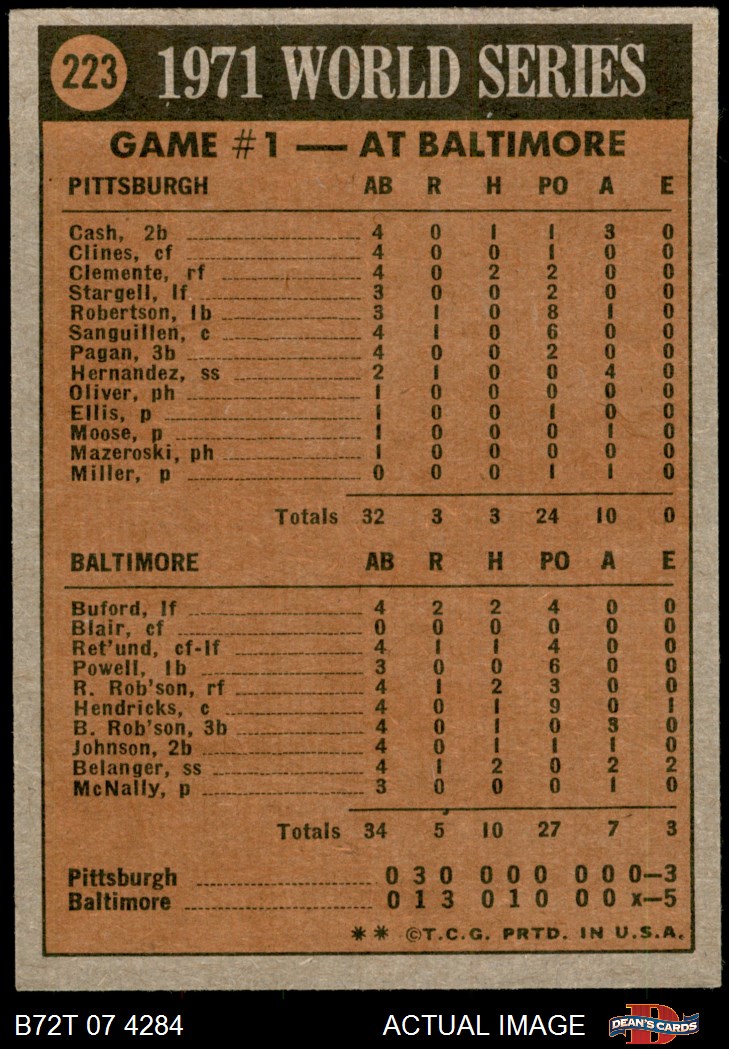 223 1971 WORLD SERIES
GAME #1 — AT BALTIMORE
PITTSBURGH AB R H PO A E
Cash, 2b 4 0 1 1 3 0
Clines, cf 4 0 0 1 0 0
Clemente, rf 4 0 2 2 0 0
Stargell, lf 3 0 0 2 0 0
Robertson, 1b 3 1 0 8 1 0
Sanguillen, c 4 1 0 6 0 0
Pagan, 3b 4 0 0 2 0 0
Hernandez, ss 2 1 0 0 4 0
Oliver, ph 1 0 0 0 0 0
Ellis, p 1 0 0 1 0 0
Moose, p 1 0 0 0 1 0
Mazeroski, ph 1 0 0 0 0 0
Miller, p 0 0 0 1 1 0
Totals 32 3 3 24 10 0
BALTIMORE AB R H PO A E
Buford, lf 4 2 2 4 0 0
Blair, cf 0 0 0 0 0 0
Ret'und, cf-lf 4 1 1 4 0 0
Powell, 1b 3 0 0 6 0 0
R. Rob'son, rf 4 1 2 3 0 0
Hendricks, c 4 0 1 9 0 1
B. Rob'son, 3b 4 0 1 0 3 0
Johnson, 2b 4 0 1 1 1 0
Belanger, ss 4 1 2 0 2 2
McNally, p 3 0 0 0 1 0
Totals 34 5 10 27 7 3
Pittsburgh 0 3 0 0 0 0 0 0 0—3
Baltimore 0 1 3 0 1 0 0 0 x—5
** ©T.C.G. PRTD. IN U.S.A.
B72T 07 4284 ACTUAL IMAGE DEAN'S CARDS